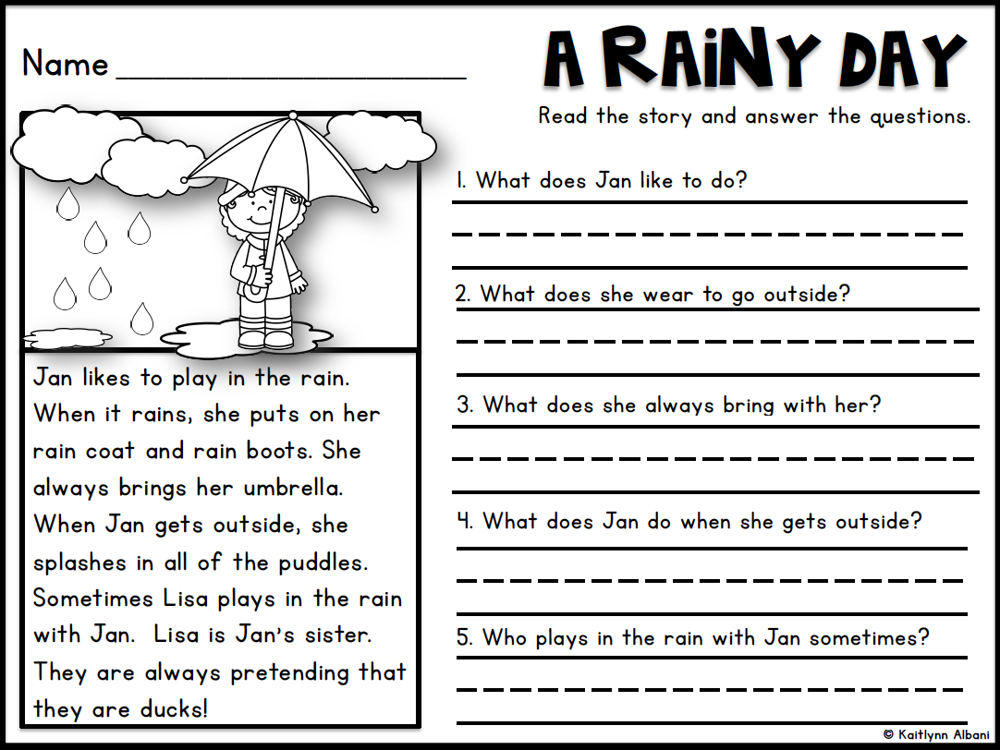 Name ____________________________
A RAiNY DAY
Read the story and answer the questions.
Jan likes to play in the rain.
When it rains, she puts on her
rain coat and rain boots. She
always brings her umbrella.
When Jan gets outside, she
splashes in all of the puddles.
Sometimes Lisa plays in the rain
with Jan.  Lisa is Jan's sister.
They are always pretending that
they are ducks!
1. What does Jan like to do?
2. What does she wear to go outside?
3. What does she always bring with her?
4. What does Jan do when she gets outside?
5. Who plays in the rain with Jan sometimes?
© Kaitlynn Albani